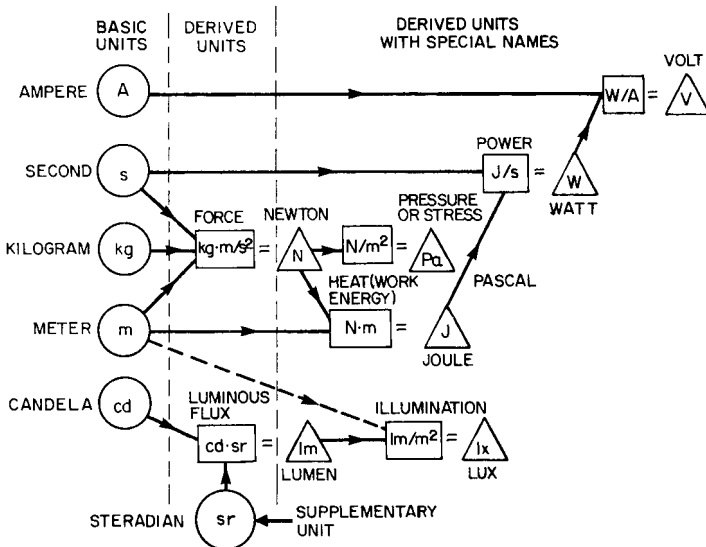 BASIC UNITS
DERIVED UNITS
DERIVED UNITS
WITH SPECIAL NAMES
VOLT
AMPERE
A
W/A = V
POWER
SECOND
s
J/s = W
WATT
PRESSURE
OR STRESS
FORCE
NEWTON
KILOGRAM
kg
kg·m/s² = N
N/m² = Pa
PASCAL
HEAT(WORK
ENERGY)
METER
m
N·m = J
JOULE
CANDELA
cd
LUMINOUS
FLUX
ILLUMINATION
cd·sr = lm
LUMEN
lm/m² = lx
LUX
STERADIAN
sr
SUPPLEMENTARY
UNIT